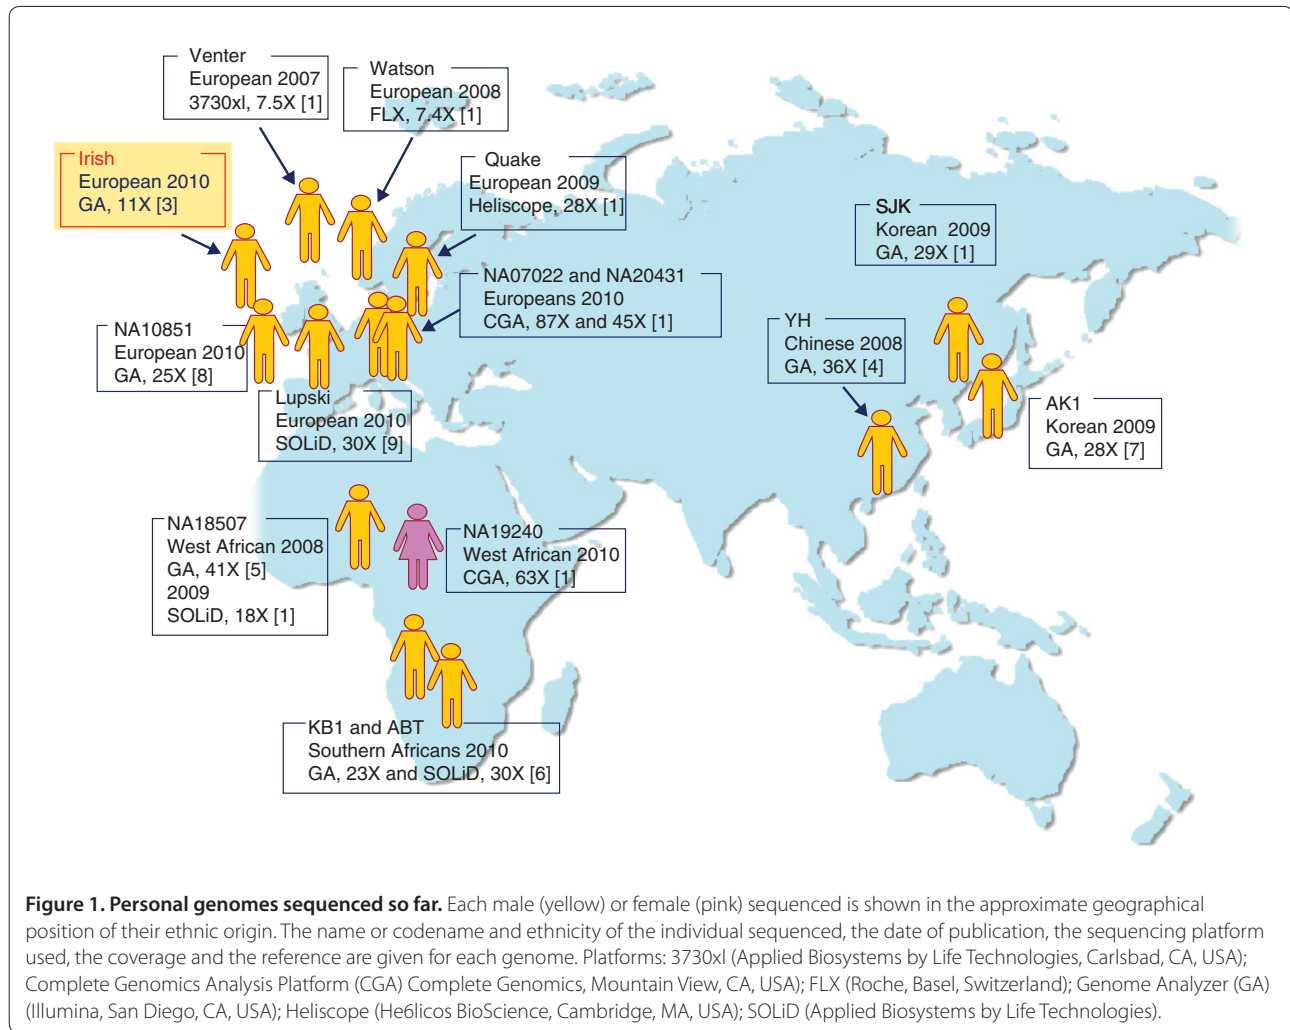 Venter
European 2007
3730xl, 7.5X [1]
Watson
European 2008
FLX, 7.4X [1]
Irish
European 2010
GA, 11X [3]
Quake
European 2009
Heliscope, 28X [1]
SJK
Korean 2009
GA, 29X [1]
NA07022 and NA20431
Europeans 2010
CGA, 87X and 45X [1]
NA10851
European 2010
GA, 25X [8]
YH
Chinese 2008
GA, 36X [4]
Lupski
European 2010
SOLiD, 30X [9]
AK1
Korean 2009
GA, 28X [7]
NA18507
West African 2008
GA, 41X [5]
2009
SOLiD, 18X [1]
NA19240
West African 2010
CGA, 63X [1]
KB1 and ABT
Southern Africans 2010
GA, 23X and SOLiD, 30X [6]
Figure 1. Personal genomes sequenced so far. Each male (yellow) or female (pink) sequenced is shown in the approximate geographical
position of their ethnic origin. The name or codename and ethnicity of the individual sequenced, the date of publication, the sequencing platform
used, the coverage and the reference are given for each genome. Platforms: 3730xl (Applied Biosystems by Life Technologies, Carlsbad, CA, USA);
Complete Genomics Analysis Platform (CGA) Complete Genomics, Mountain View, CA, USA); FLX (Roche, Basel, Switzerland); Genome Analyzer (GA)
(Illumina, San Diego, CA, USA); Heliscope (He6licos BioScience, Cambridge, MA, USA); SOLiD (Applied Biosystems by Life Technologies).